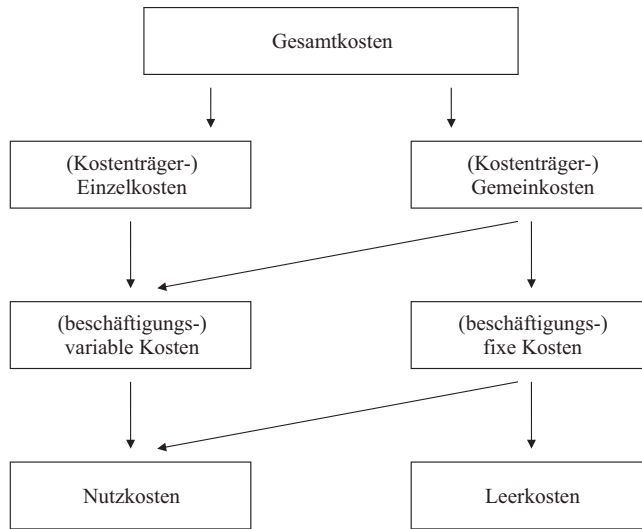 Gesamtkosten
(Kostenträger-)
Einzelkosten
(Kostenträger-)
Gemeinkosten
(beschäftigungs-)
variable Kosten
(beschäftigungs-)
fixe Kosten
Nutzkosten
Leerkosten